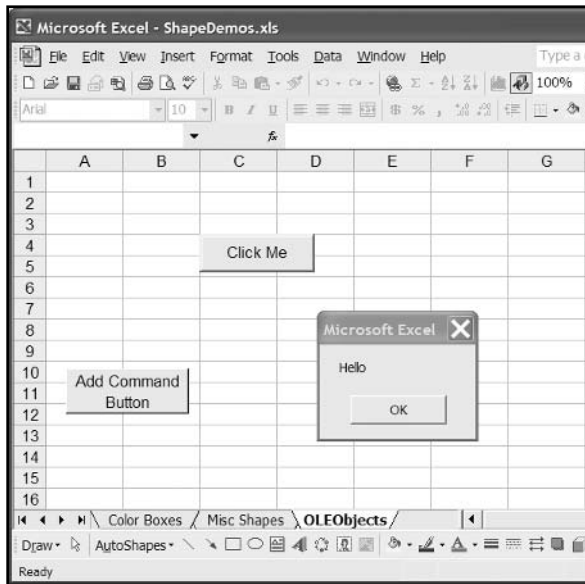 Microsoft Excel - ShapeDemos.xls
File Edit View Insert Format Tools Data Window Help Type a
100%
Arial 10 B I U $ % ,
fx
A B C D E F G
1
2
3
4
Click Me
5
6
7
8
Microsoft Excel
9
Hello
10
Add Command
11
Button
OK
12
13
14
15
16
Color Boxes Misc Shapes OLEObjects
Draw AutoShapes
Ready